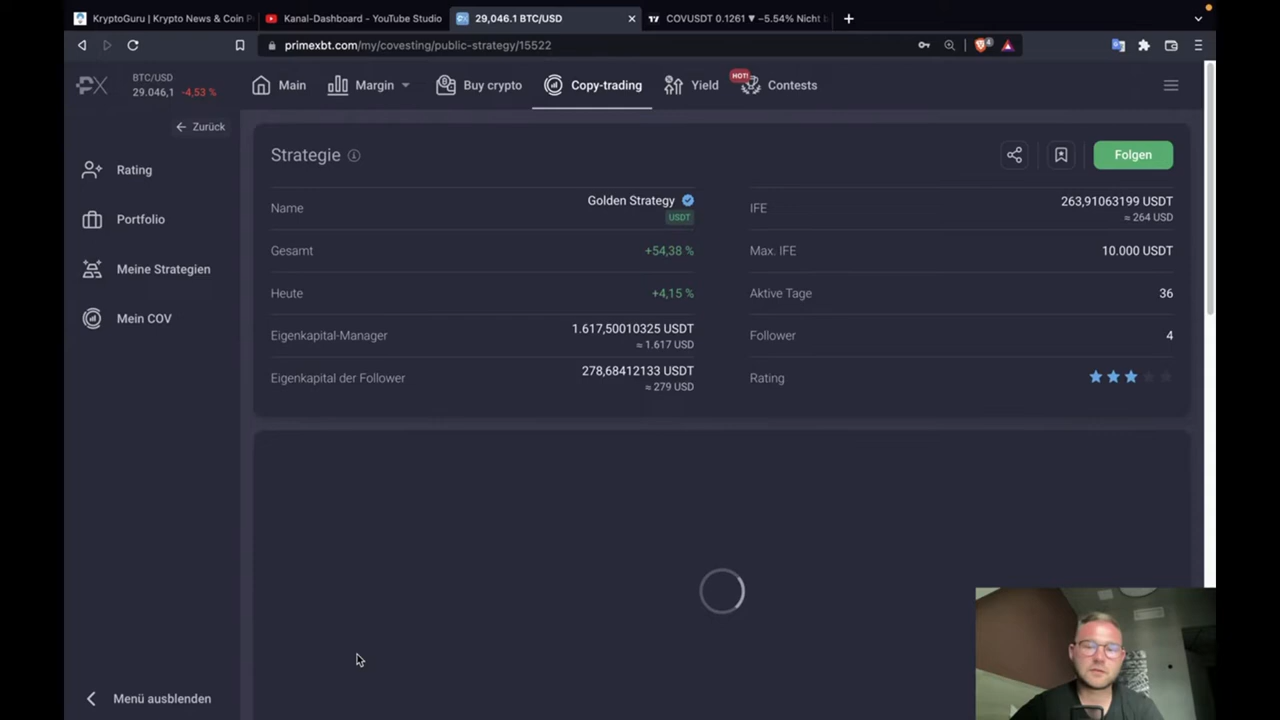 KryptoGuru | Krypto News & Coin P
Kanal-Dashboard - YouTube Studio
29,046.1 BTC/USD
COVUSDT 0.1261 ▼ −5.54% Nicht b
primexbt.com/my/covesting/public-strategy/15522
BTC/USD
29.046,1 -4,53 %
Main
Margin
Buy crypto
Copy-trading
Yield
HOT!
Contests
Zurück
Rating
Portfolio
Meine Strategien
Mein COV
Menü ausblenden
Strategie
Folgen
Name
Golden Strategy
USDT
Gesamt
+54,38 %
Heute
+4,15 %
Eigenkapital-Manager
1.617,50010325 USDT
≈ 1.617 USD
Eigenkapital der Follower
278,68412133 USDT
≈ 279 USD
IFE
263,91063199 USDT
≈ 264 USD
Max. IFE
10.000 USDT
Aktive Tage
36
Follower
4
Rating